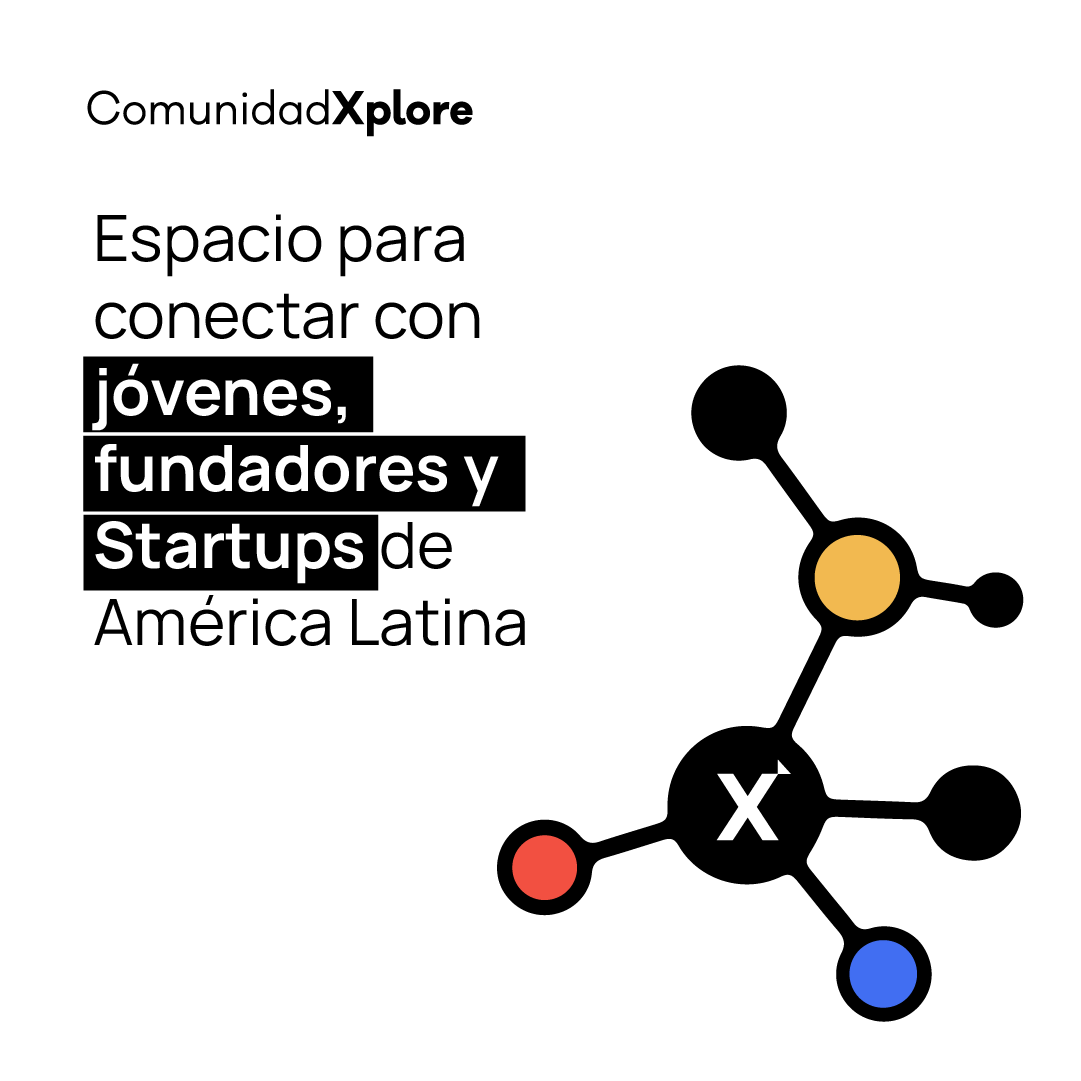 ComunidadXplore
Espacio para
conectar con
jóvenes,
fundadores y
Startups de
América Latina
X